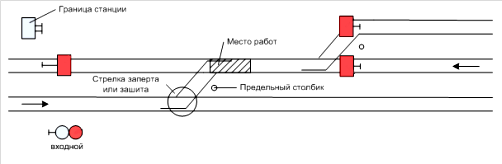 Граница станции
Место работ
Стрелка заперта
или зашита
Предельный столбик
входной